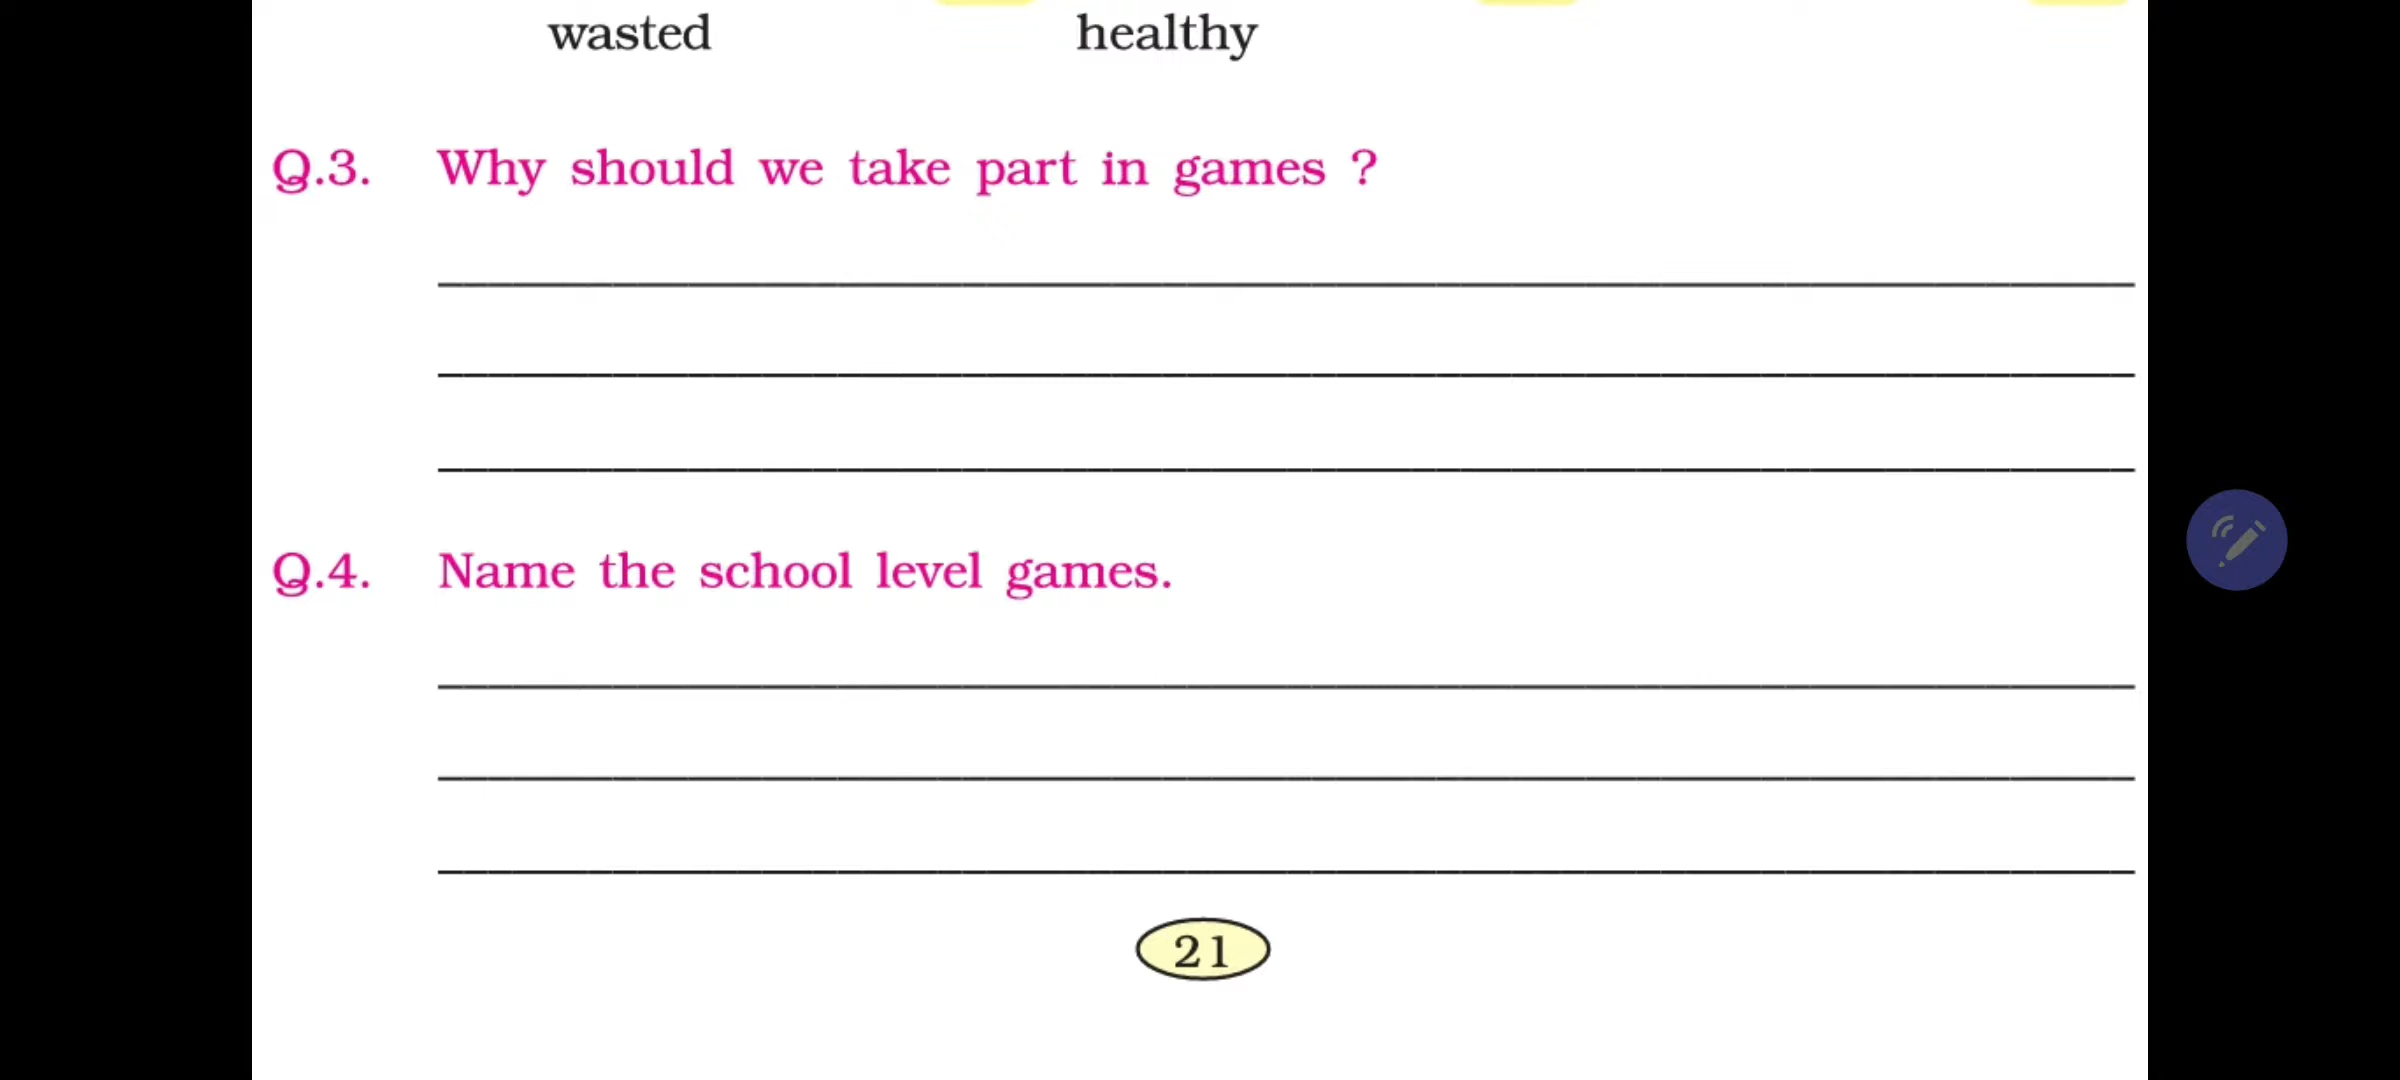 wasted healthy
Q.3. Why should we take part in games ?
Q.4. Name the school level games.
21